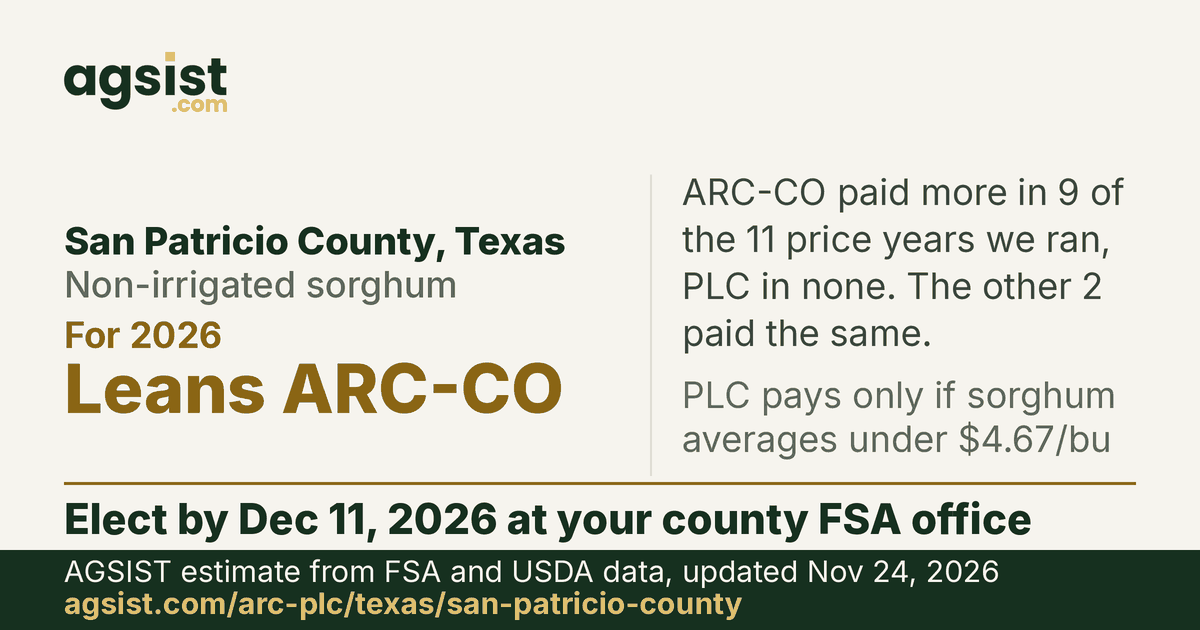 agsist
.com
San Patricio County, Texas
Non-irrigated sorghum
For 2026
Leans ARC-CO
ARC-CO paid more in 9 of
the 11 price years we ran,
PLC in none. The other 2
paid the same.
PLC pays only if sorghum
averages under $4.67/bu
Elect by Dec 11, 2026 at your county FSA office
AGSIST estimate from FSA and USDA data, updated Nov 24, 2026
agsist.com/arc-plc/texas/san-patricio-county